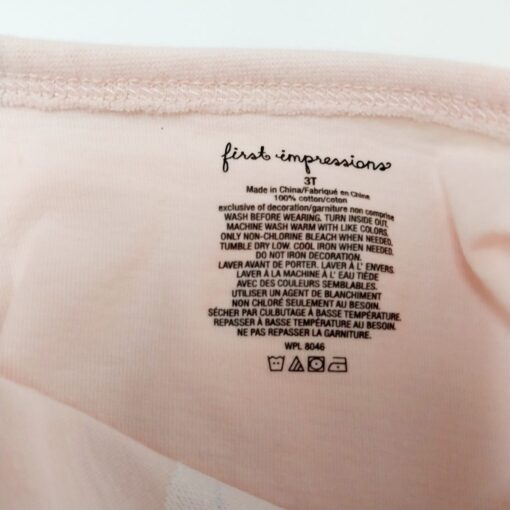 first impressions
3T
Made in China/Fabriqué en Chine
100% cotton/coton
exclusive of decoration/garniture non comprise
WASH BEFORE WEARING. TURN INSIDE OUT.
MACHINE WASH WARM WITH LIKE COLORS.
ONLY NON-CHLORINE BLEACH WHEN NEEDED.
TUMBLE DRY LOW. COOL IRON WHEN NEEDED.
DO NOT IRON DECORATION.
LAVER AVANT DE PORTER. LAVER À L' ENVERS.
LAVER À LA MACHINE À L' EAU TIÈDE
AVEC DES COULEURS SEMBLABLES.
UTILISER UN AGENT DE BLANCHIMENT
NON CHLORÉ SEULEMENT AU BESOIN.
SÉCHER PAR CULBUTAGE À BASSE TEMPÉRATURE.
REPASSER À BASSE TEMPÉRATURE AU BESOIN.
NE PAS REPASSER LA GARNITURE.
WPL 8046